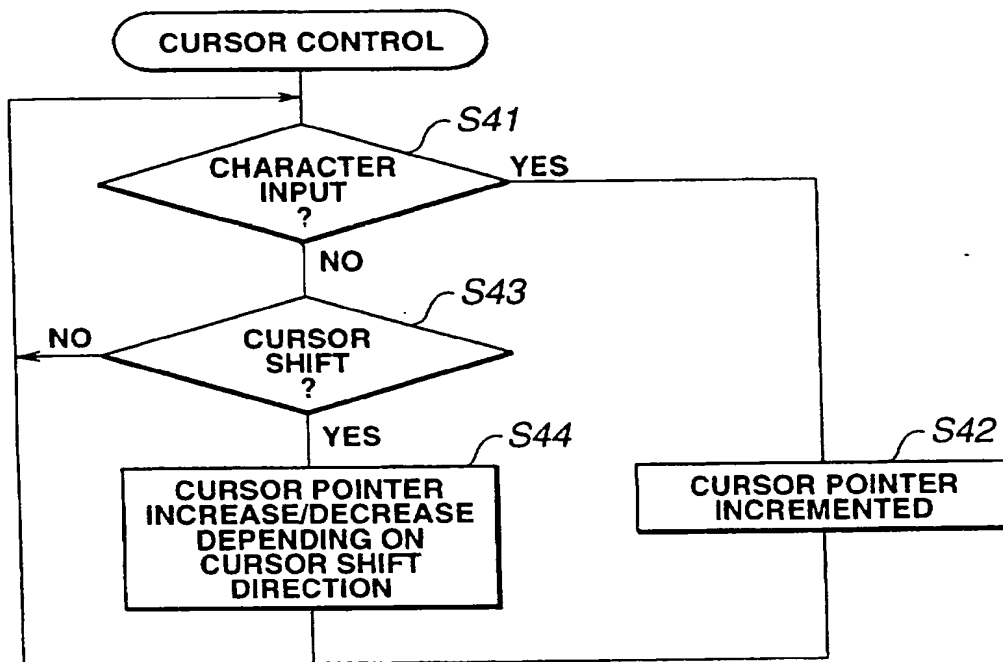 CURSOR CONTROL
S41
CHARACTER
INPUT
?
YES
NO
S43
CURSOR
SHIFT
?
NO
YES
S44
CURSOR POINTER
INCREASE/DECREASE
DEPENDING ON
CURSOR SHIFT
DIRECTION
S42
CURSOR POINTER
INCREMENTED